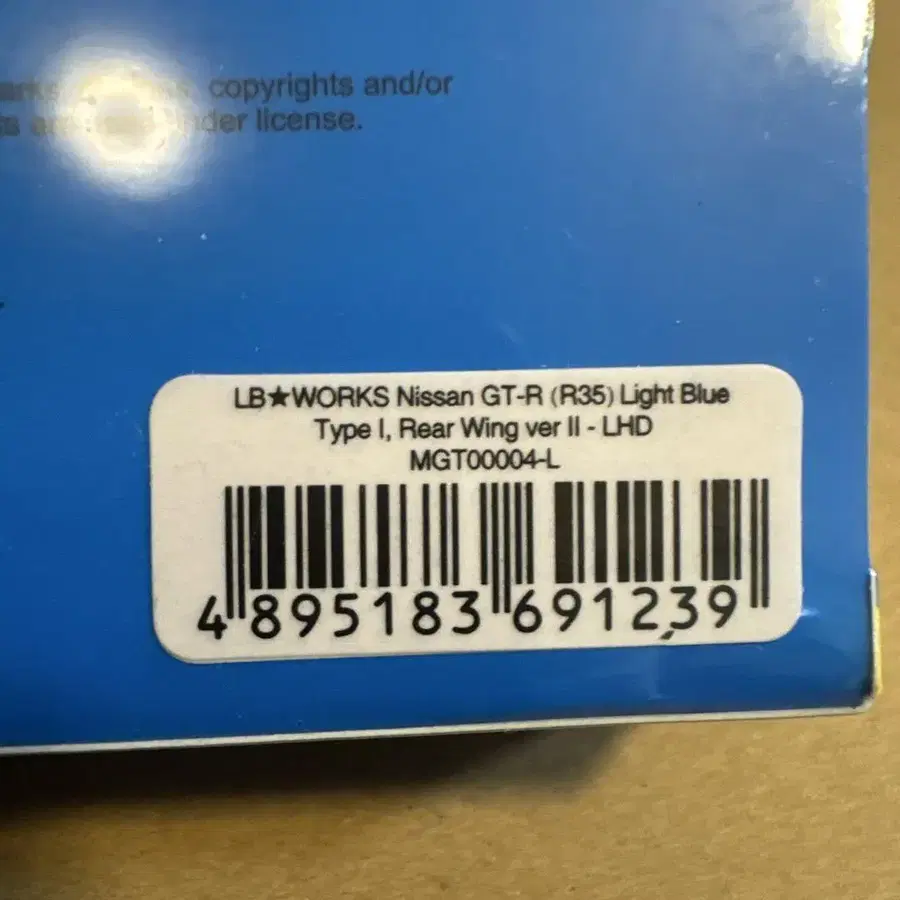 copyrights and/or
under license.
LB★WORKS Nissan GT-R (R35) Light Blue
Type I, Rear Wing ver II - LHD
MGT00004-L
4 895183 691239